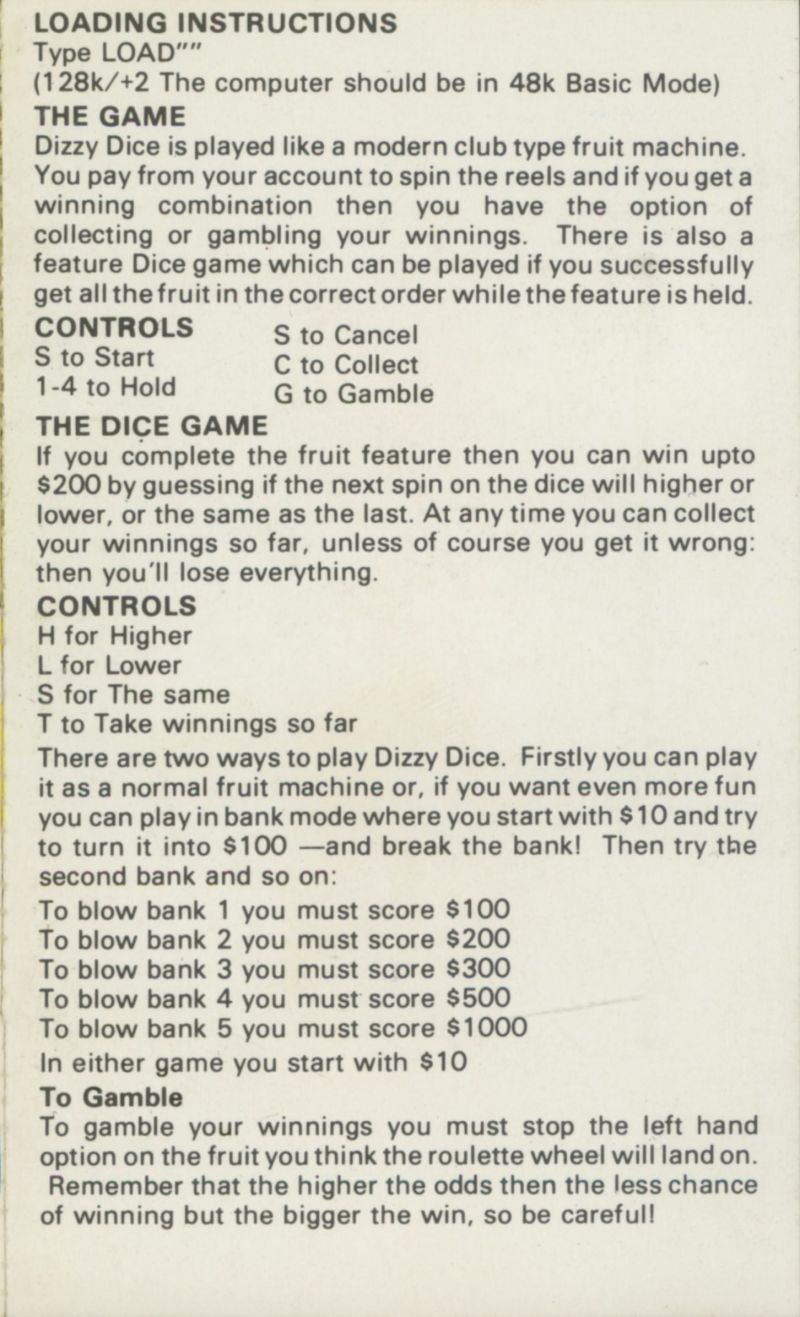 LOADING INSTRUCTIONS
Type LOAD""
(128k/+2 The computer should be in 48k Basic Mode)
THE GAME
Dizzy Dice is played like a modern club type fruit machine.
You pay from your account to spin the reels and if you get a
winning combination then you have the option of
collecting or gambling your winnings. There is also a
feature Dice game which can be played if you successfully
get all the fruit in the correct order while the feature is held.
CONTROLS
S to Start
1-4 to Hold
S to Cancel
C to Collect
G to Gamble
THE DICE GAME
If you complete the fruit feature then you can win upto
$200 by guessing if the next spin on the dice will higher or
lower, or the same as the last. At any time you can collect
your winnings so far, unless of course you get it wrong:
then you'll lose everything.
CONTROLS
H for Higher
L for Lower
S for The same
T to Take winnings so far
There are two ways to play Dizzy Dice. Firstly you can play
it as a normal fruit machine or, if you want even more fun
you can play in bank mode where you start with $10 and try
to turn it into $100 —and break the bank! Then try the
second bank and so on:
To blow bank 1 you must score $100
To blow bank 2 you must score $200
To blow bank 3 you must score $300
To blow bank 4 you must score $500
To blow bank 5 you must score $1000
In either game you start with $10
To Gamble
To gamble your winnings you must stop the left hand
option on the fruit you think the roulette wheel will land on.
Remember that the higher the odds then the less chance
of winning but the bigger the win, so be careful!